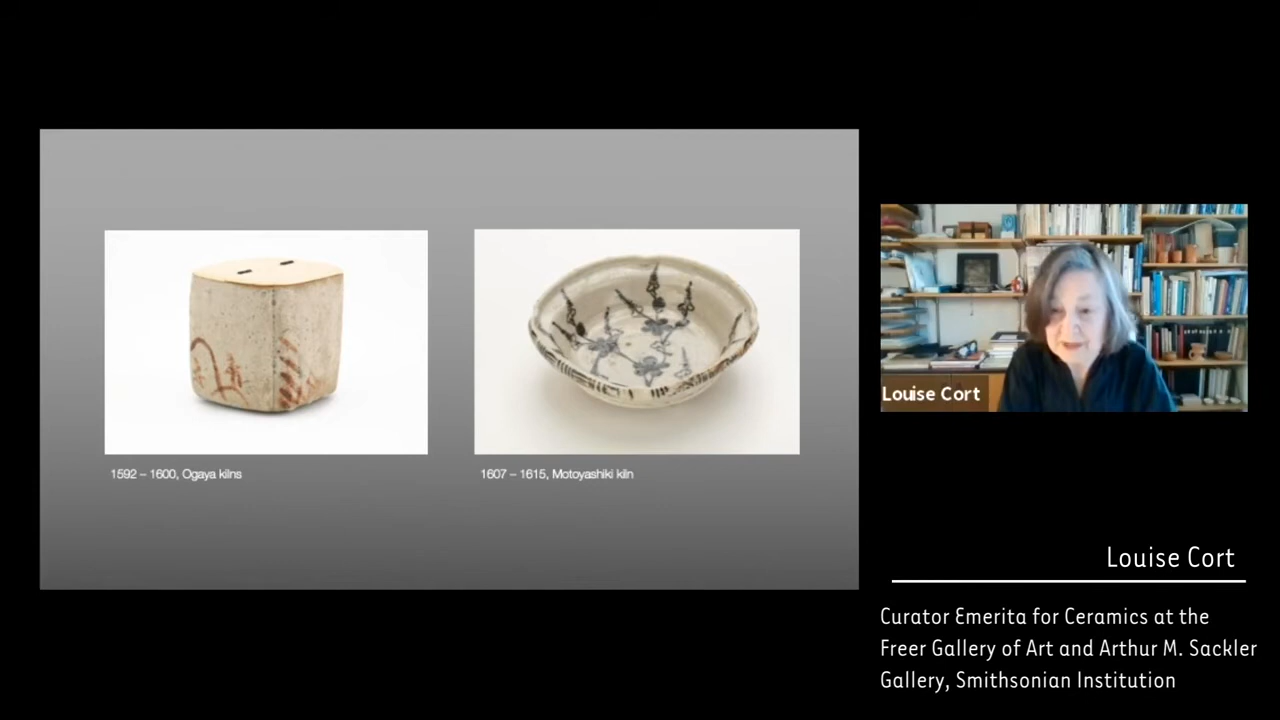 1592 – 1600, Ogaya kilns
1607 – 1615, Motoyashiki kiln
Louise Cort
Louise Cort
Curator Emerita for Ceramics at the
Freer Gallery of Art and Arthur M. Sackler
Gallery, Smithsonian Institution